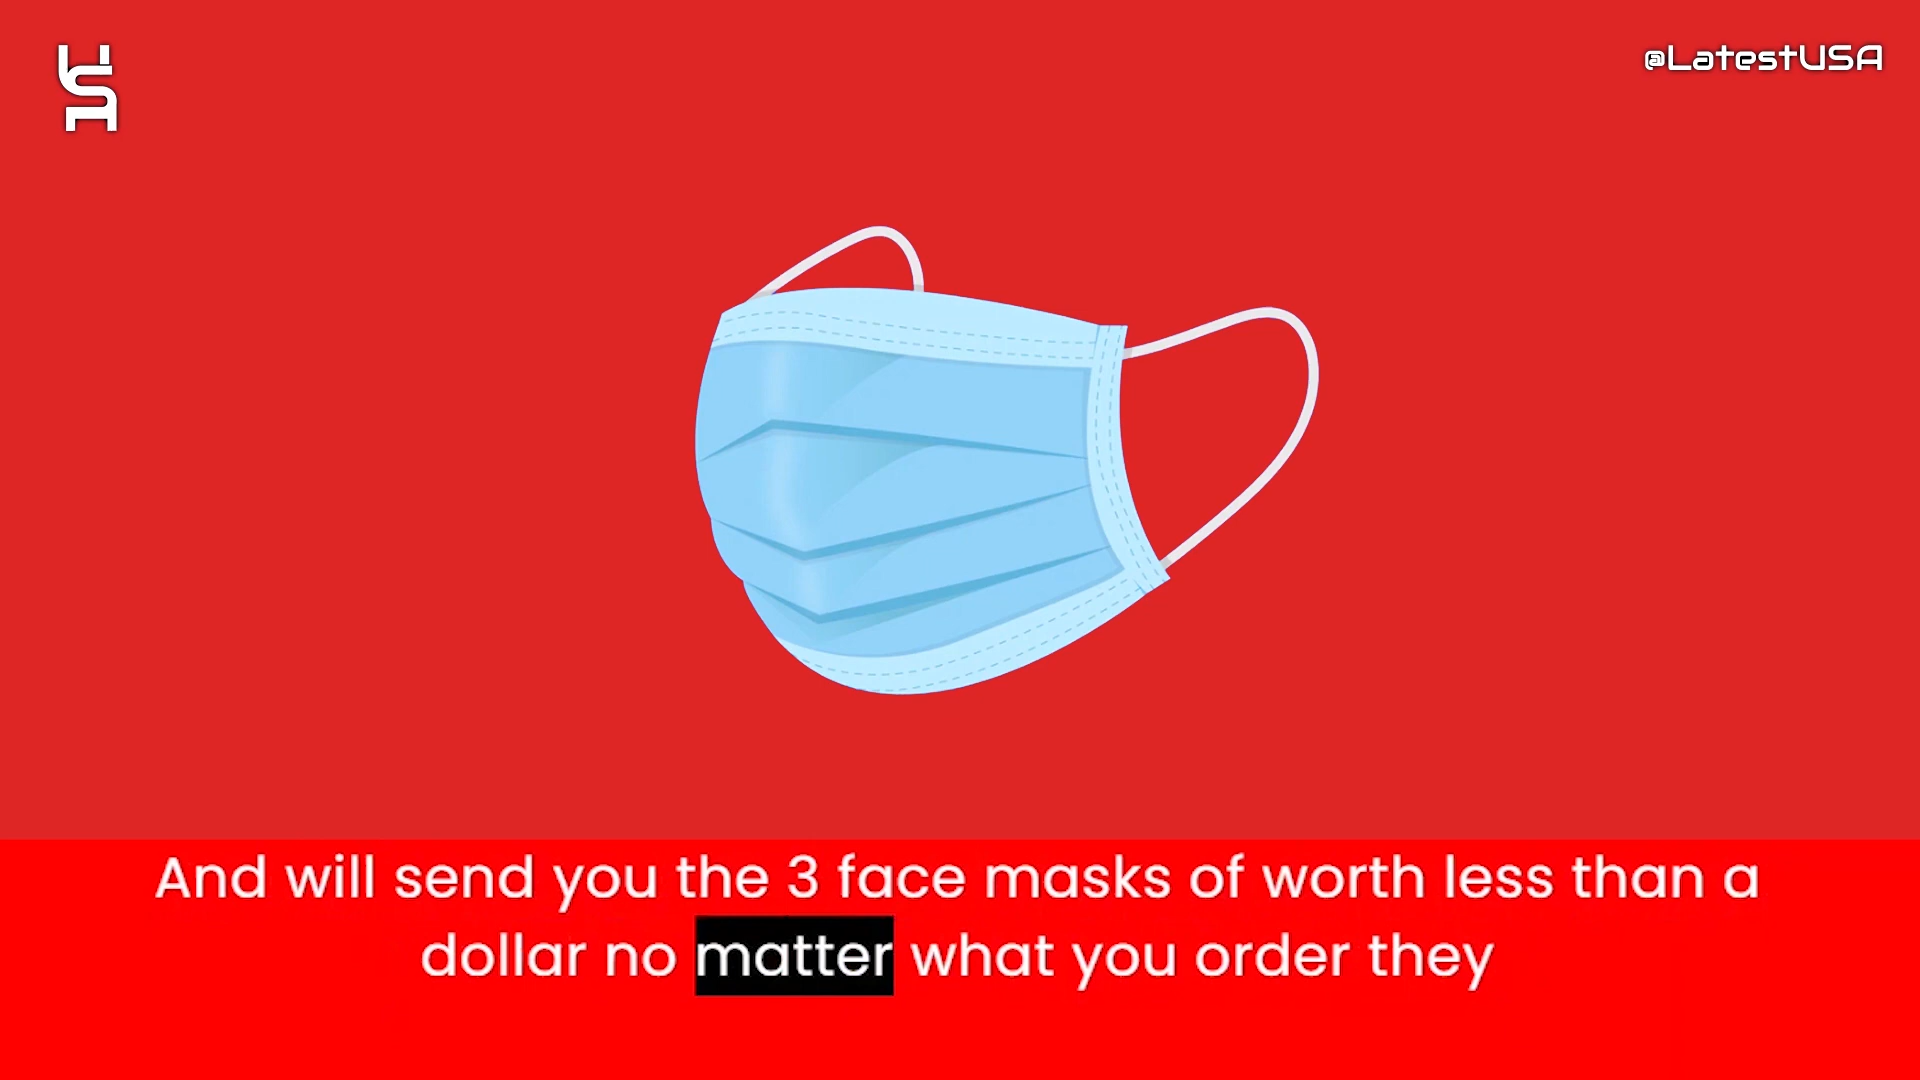 USA
@LatestUSA
And will send you the 3 face masks of worth less than a
dollar no matter what you order they